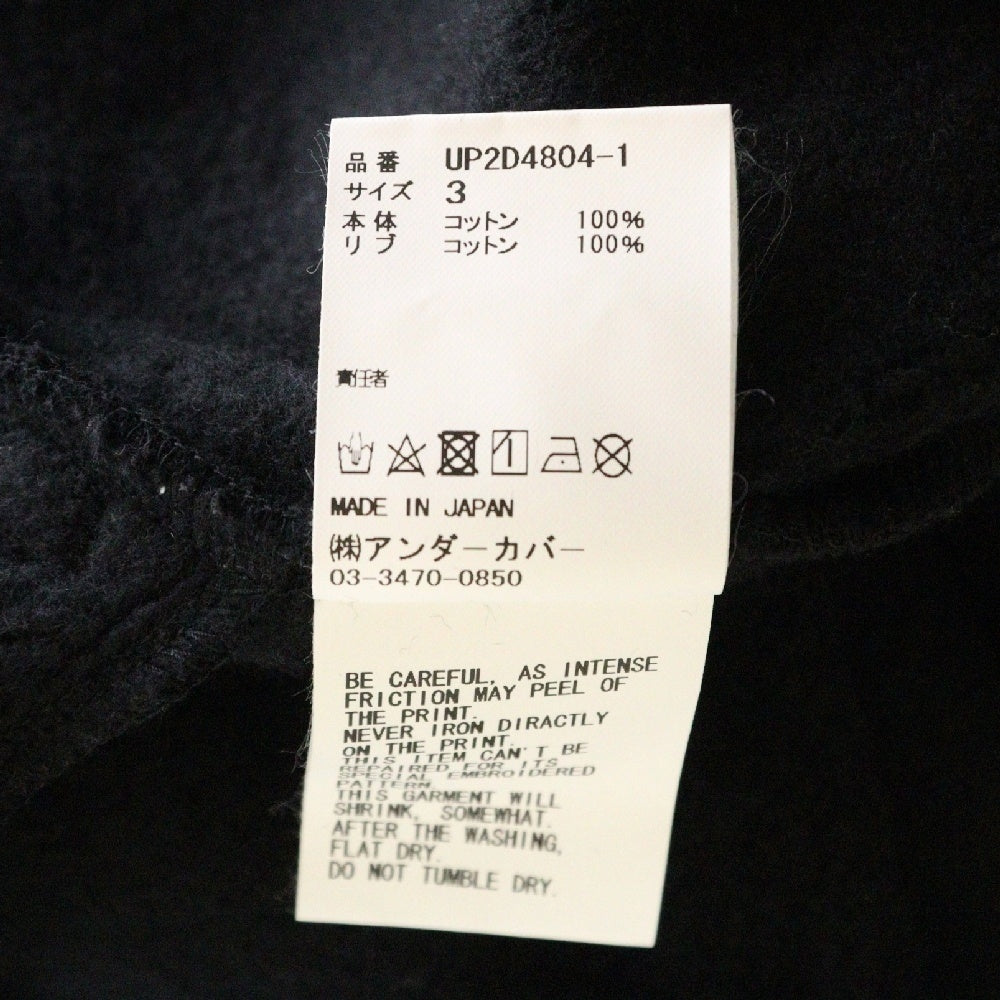 品番 UP2D4804-1
サイズ 3
本体 コットン 100%
リブ コットン 100%
責任者
MADE IN JAPAN
㈱アンダーカバー
03-3470-0850
BE CAREFUL, AS INTENSE
FRICTION MAY PEEL OF
THE PRINT.
NEVER IRON DIRACTLY
ON THE PRINT.
THIS ITEM CAN'T BE
REPAIRED FOR ITS
SPECIAL EMBROIDERED
PATTERN.
THIS GARMENT WILL
SHRINK, SOMEWHAT.
AFTER THE WASHING,
FLAT DRY.
DO NOT TUMBLE DRY.